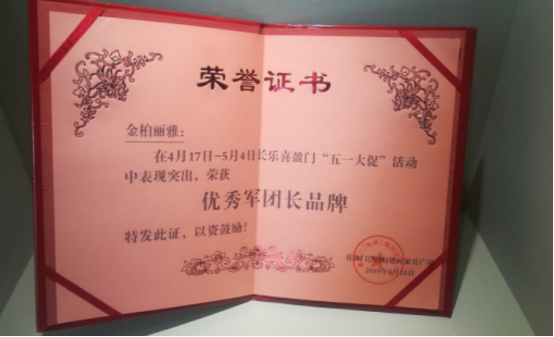 荣誉证书
金柏丽雅：
在4月17日-5月4日长乐喜盈门“五一大促”活动
中表现突出，荣获
优秀军团长品牌
特发此证，以资鼓励！